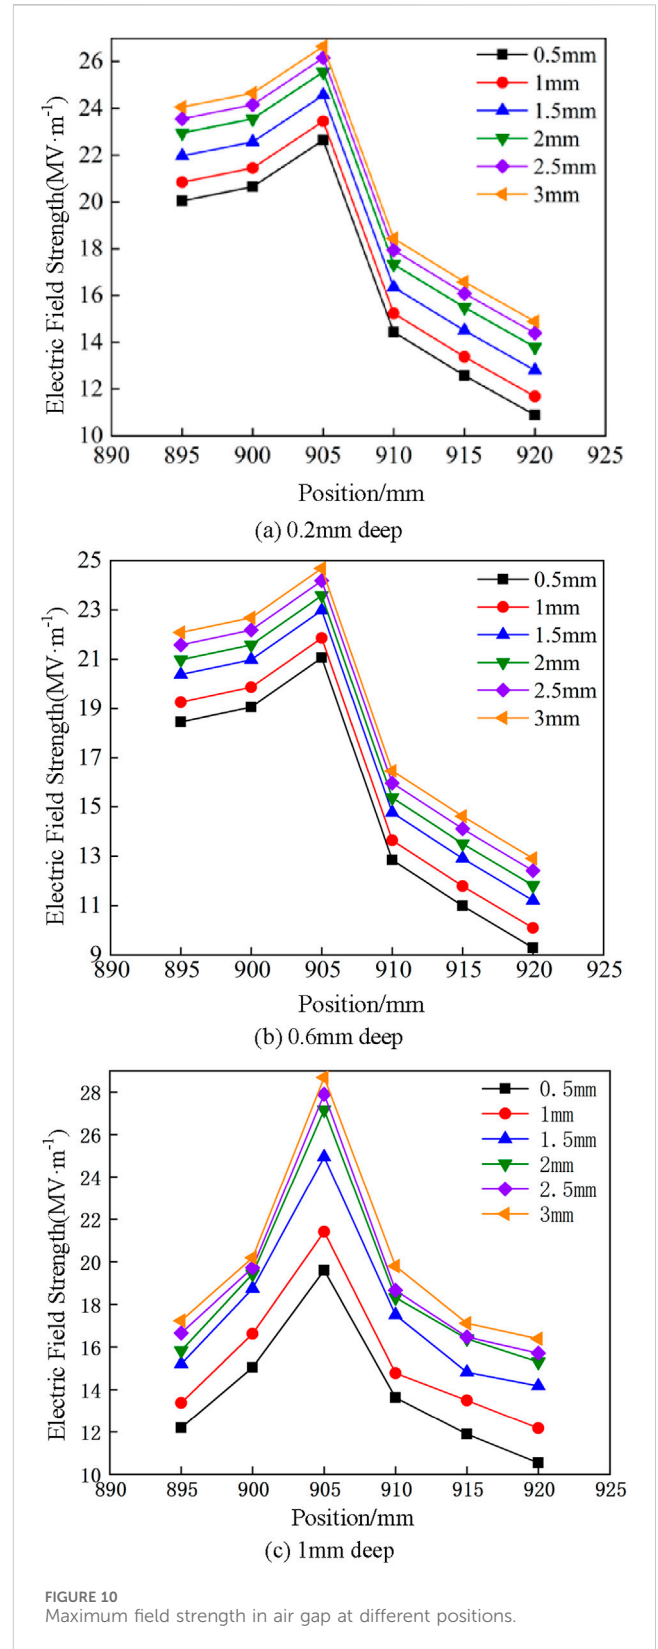 26
24
22
20
18
16
14
12
10
Electric Field Strength(MV·m⁻¹)
0.5mm
1mm
1.5mm
2mm
2.5mm
3mm
890 895 900 905 910 915 920 925
Position/mm
(a) 0.2mm deep
25
23
21
19
17
15
13
11
9
Electric Field Strength(MV·m⁻¹)
0.5mm
1mm
1.5mm
2mm
2.5mm
3mm
890 895 900 905 910 915 920 925
Position/mm
(b) 0.6mm deep
28
26
24
22
20
18
16
14
12
10
Electric Field Strength(MV·m⁻¹)
0.5mm
1mm
1.5mm
2mm
2.5mm
3mm
890 895 900 905 910 915 920 925
Position/mm
(c) 1mm deep
FIGURE 10
Maximum field strength in air gap at different positions.